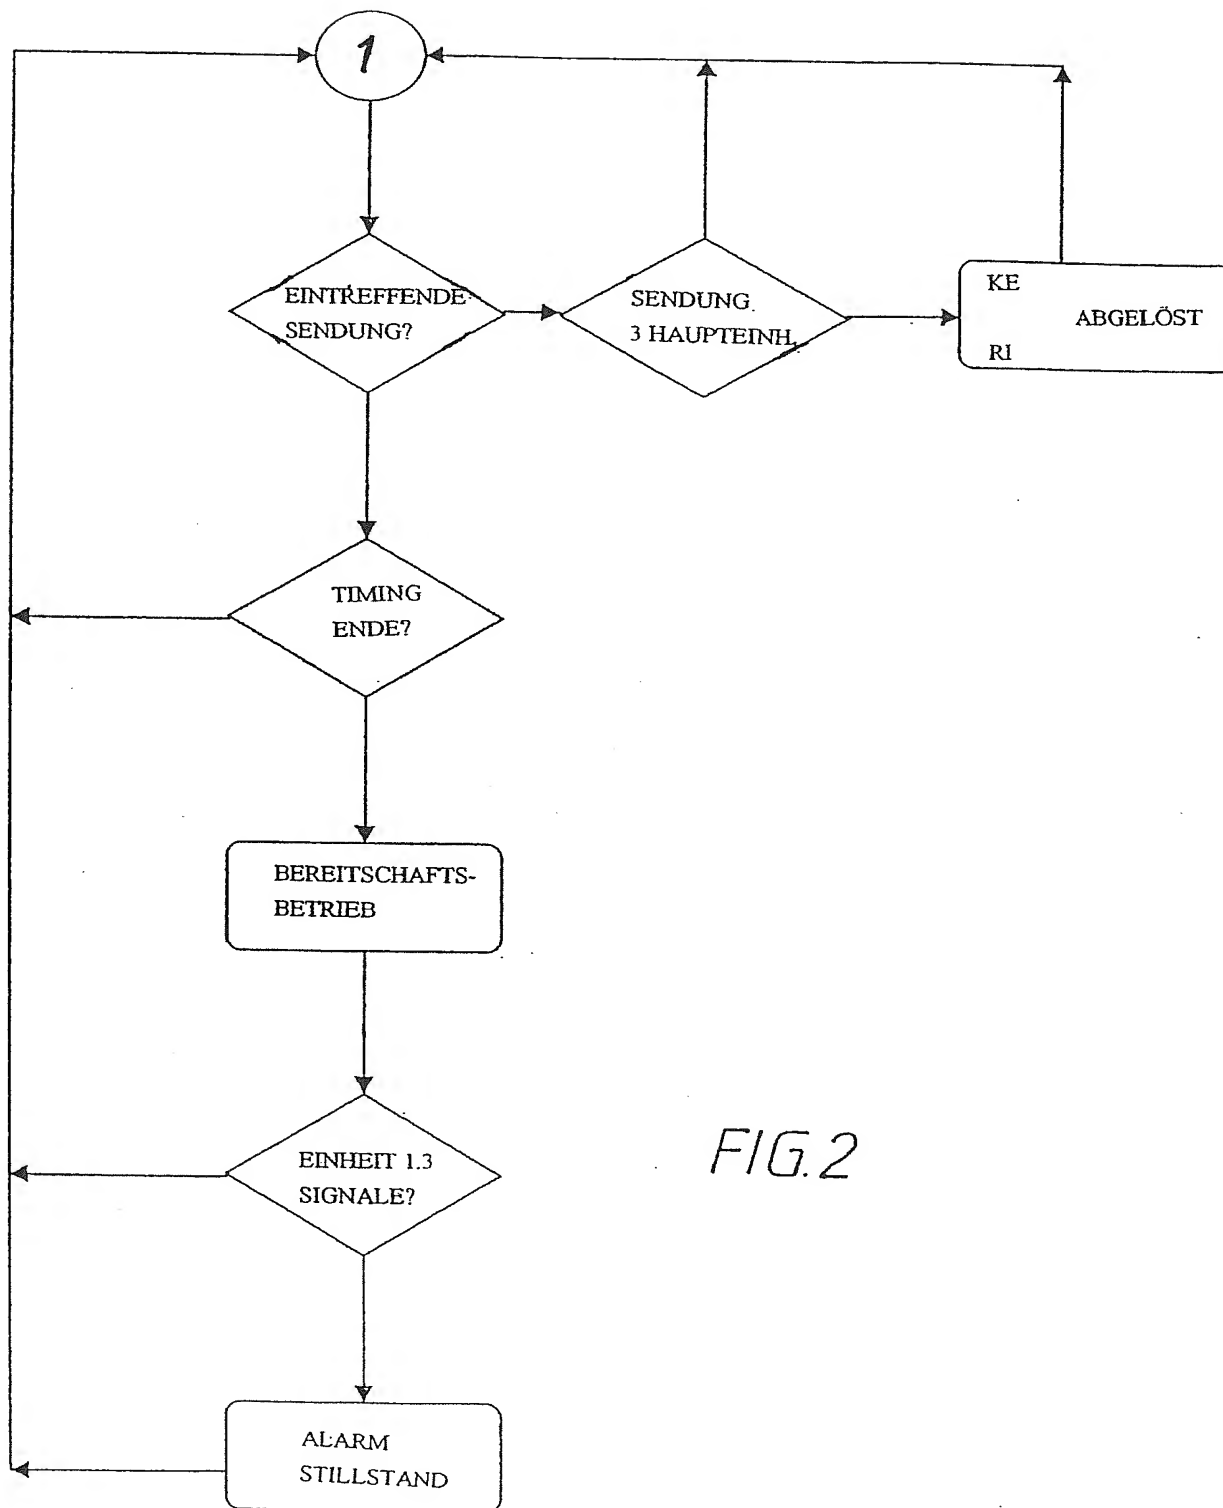 1
EINTREFFENDE
SENDUNG?
SENDUNG.
3 HAUPTEINH.
KE
ABGELÖST
RI
TIMING
ENDE?
BEREITSCHAFTS-
BETRIEB
EINHEIT 1.3
SIGNALE?
FIG.2
ALARM
STILLSTAND